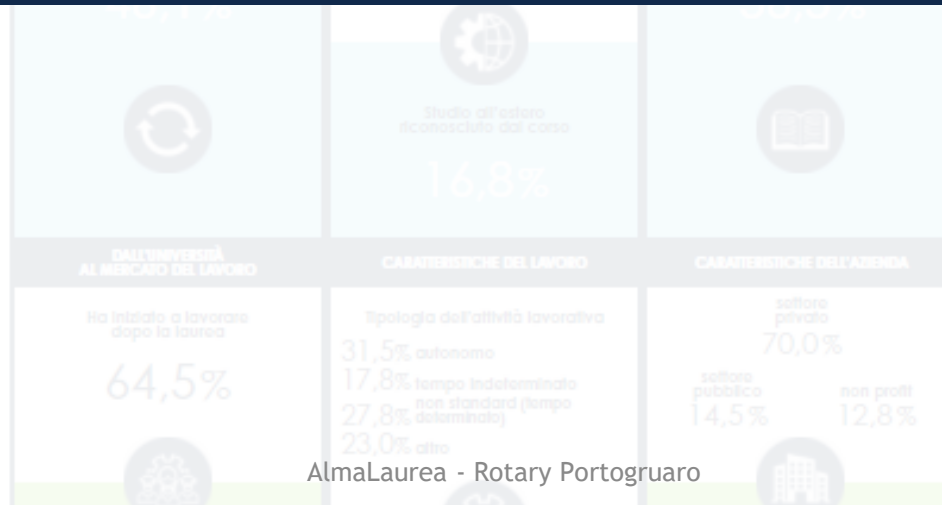 Studio all'estero
riconosciuto dal corso
16,8%
DALL'UNIVERSITÀ
AL MERCATO DEL LAVORO
CARATTERISTICHE DEL LAVORO
CARATTERISTICHE DELL'AZIENDA
Ha iniziato a lavorare
dopo la laurea
64,5%
Tipologia dell'attività lavorativa
31,5% autonomo
17,8% tempo indeterminato
27,8% non standard (tempo
determinato)
23,0% altro
settore
privato
70,0%
settore
pubblico
14,5%
non profit
12,8%
AlmaLaurea - Rotary Portogruaro